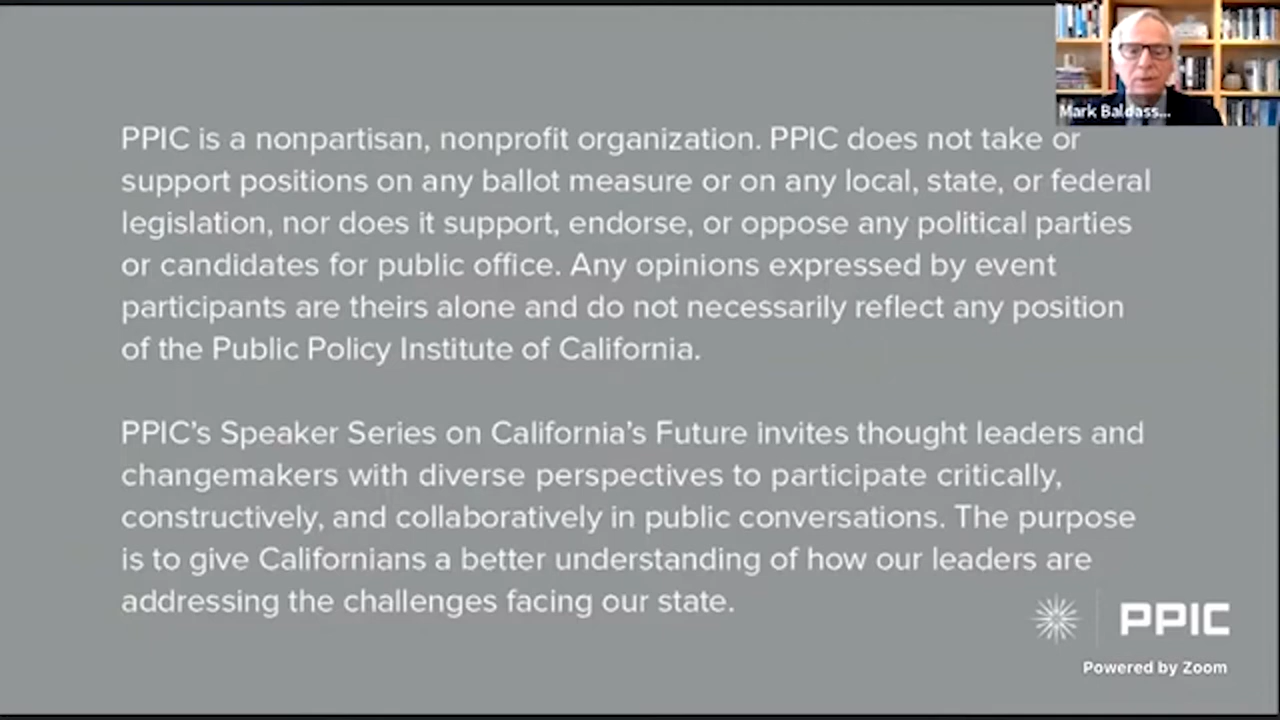 Mark Baldass...
PPIC is a nonpartisan, nonprofit organization. PPIC does not take or
support positions on any ballot measure or on any local, state, or federal
legislation, nor does it support, endorse, or oppose any political parties
or candidates for public office. Any opinions expressed by event
participants are theirs alone and do not necessarily reflect any position
of the Public Policy Institute of California.
PPIC’s Speaker Series on California’s Future invites thought leaders and
changemakers with diverse perspectives to participate critically,
constructively, and collaboratively in public conversations. The purpose
is to give Californians a better understanding of how our leaders are
addressing the challenges facing our state.
PPIC
Powered by Zoom